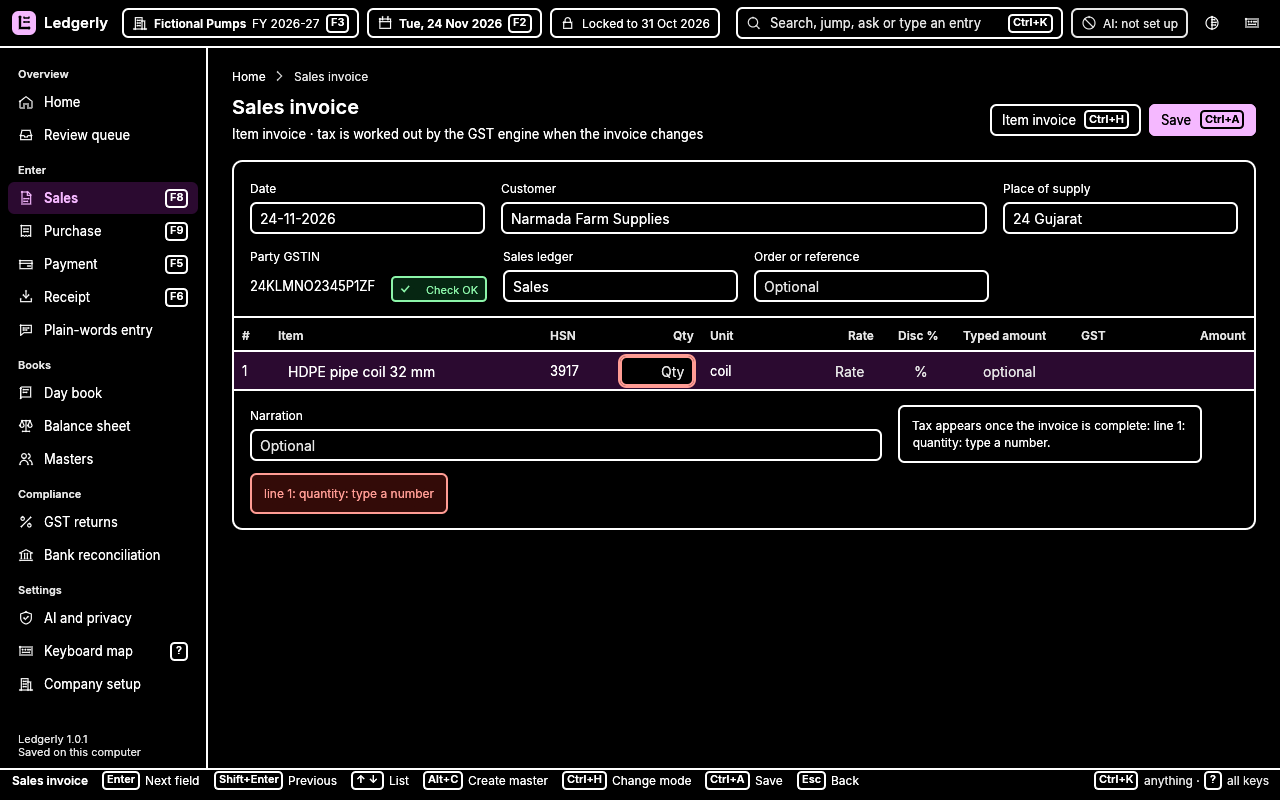 Ledgerly
Fictional Pumps FY 2026-27 F3
Tue, 24 Nov 2026 F2
Locked to 31 Oct 2026
Search, jump, ask or type an entry Ctrl+K
AI: not set up
Overview
Home
Review queue
Enter
Sales F8
Purchase F9
Payment F5
Receipt F6
Plain-words entry
Books
Day book
Balance sheet
Masters
Compliance
GST returns
Bank reconciliation
Settings
AI and privacy
Keyboard map ?
Company setup
Ledgerly 1.0.1
Saved on this computer
Home Sales invoice
Sales invoice
Item invoice · tax is worked out by the GST engine when the invoice changes
Item invoice Ctrl+H
Save Ctrl+A
Date Customer Place of supply
24-11-2026 Narmada Farm Supplies 24 Gujarat
Party GSTIN Sales ledger Order or reference
24KLMNO2345P1ZF Check OK Sales Optional
# Item HSN Qty Unit Rate Disc % Typed amount GST Amount
1 HDPE pipe coil 32 mm 3917 Qty coil Rate % optional
Narration
Optional
Tax appears once the invoice is complete: line 1:
quantity: type a number.
line 1: quantity: type a number
Sales invoice Enter Next field Shift+Enter Previous ↑↓ List Alt+C Create master Ctrl+H Change mode Ctrl+A Save Esc Back Ctrl+K anything · ? all keys